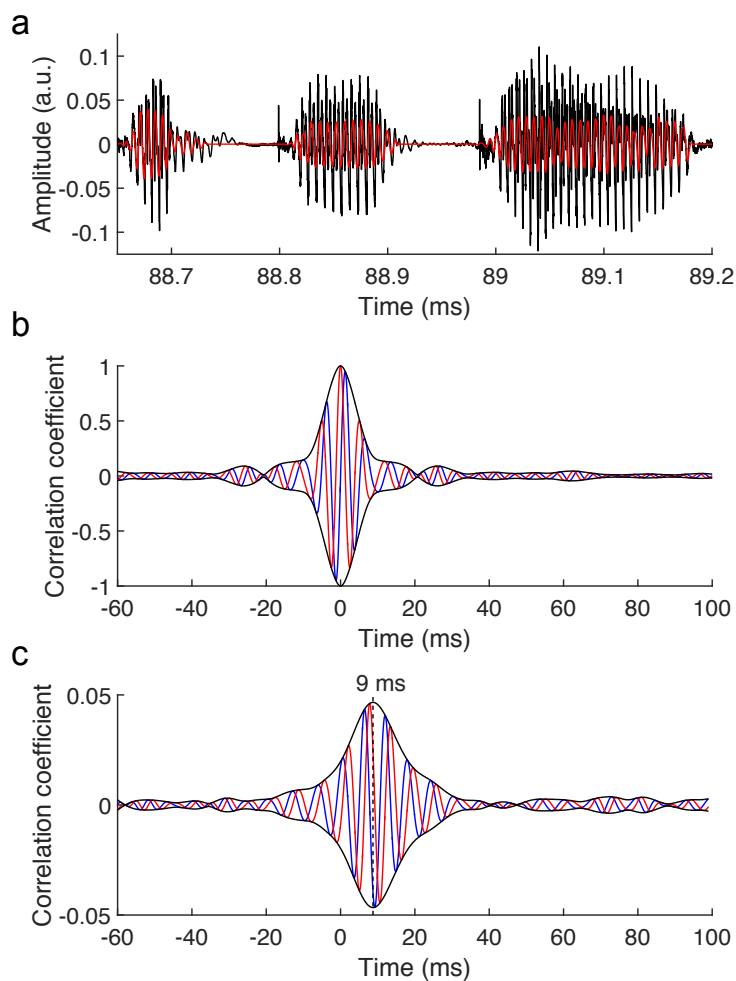 a
Amplitude (a.u.)
0.1
0.05
0
-0.05
-0.1
88.7 88.8 88.9 89 89.1 89.2
Time (ms)
b
Correlation coefficient
1
0.5
0
-0.5
-1
-60 -40 -20 0 20 40 60 80 100
Time (ms)
c
9 ms
Correlation coefficient
0.05
0
-0.05
-60 -40 -20 0 20 40 60 80 100
Time (ms)